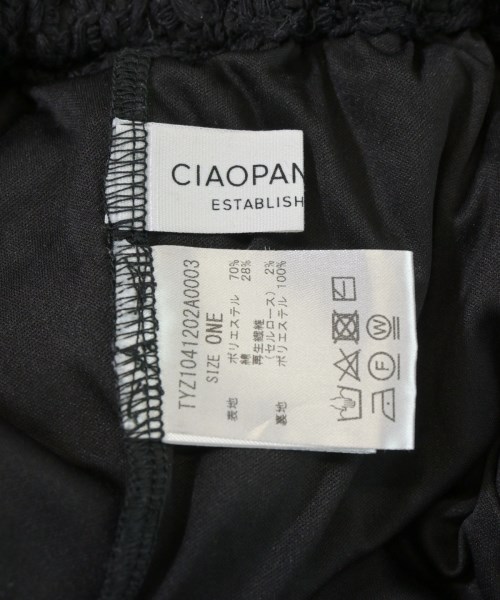 CIAOPAN
ESTABLISH
TYZ1041202A0003
SIZE ONE
表地 ポリエステル 70%
綿 28%
再生繊維
(セルロース) 2%
裏地 ポリエステル 100%
F W